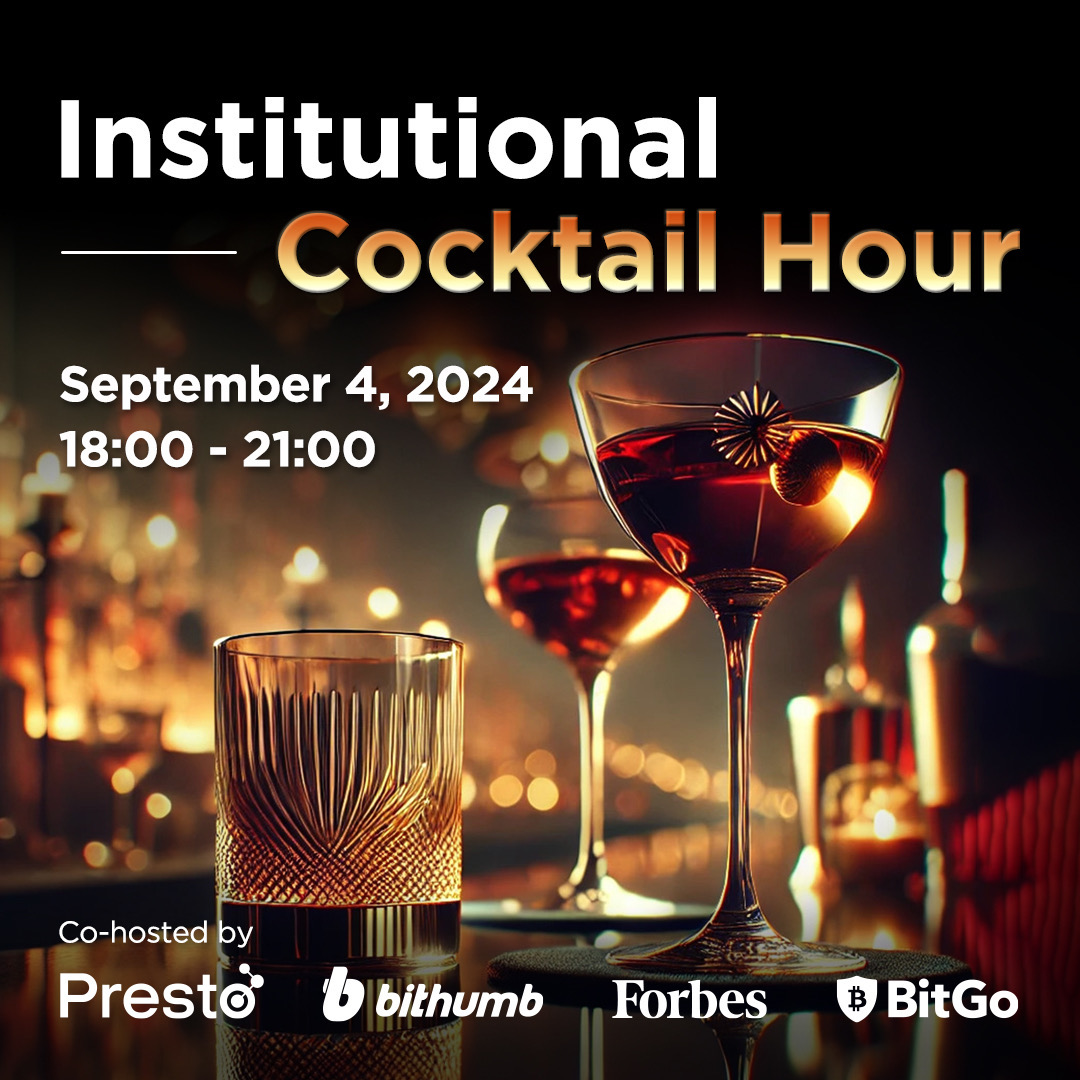 Institutional
Cocktail Hour
September 4, 2024
18:00 - 21:00
Co-hosted by
Presto bithumb Forbes BitGo